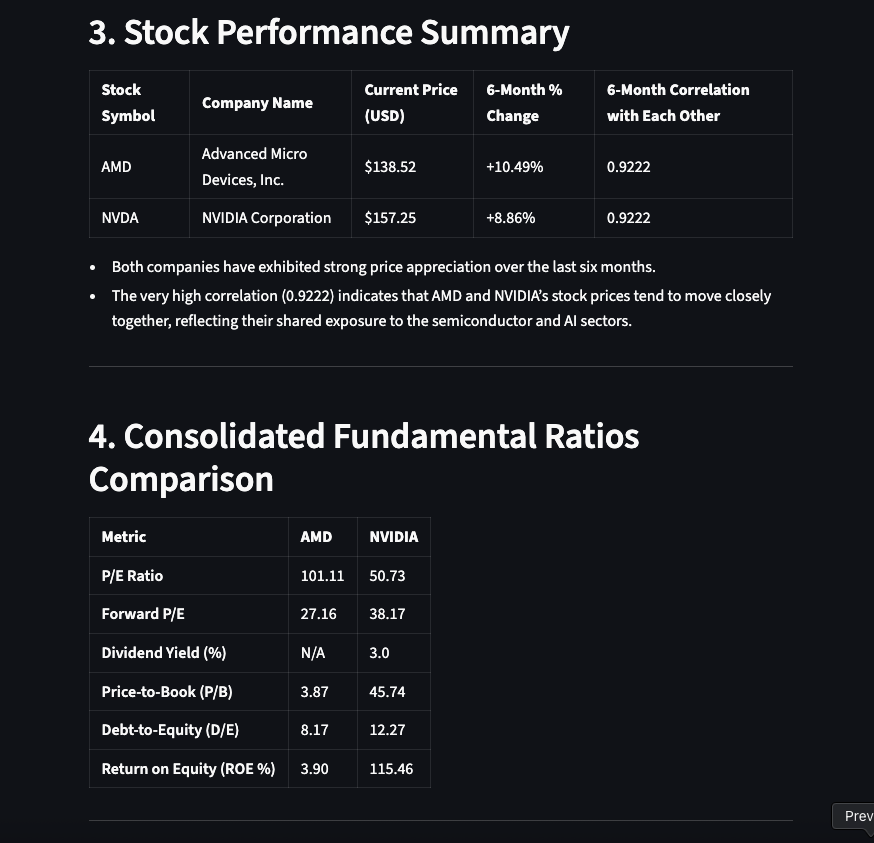 3. Stock Performance Summary
Stock Symbol Company Name Current Price (USD) 6-Month % Change 6-Month Correlation with Each Other
AMD Advanced Micro Devices, Inc. $138.52 +10.49% 0.9222
NVDA NVIDIA Corporation $157.25 +8.86% 0.9222
• Both companies have exhibited strong price appreciation over the last six months.
• The very high correlation (0.9222) indicates that AMD and NVIDIA’s stock prices tend to move closely
together, reflecting their shared exposure to the semiconductor and AI sectors.
4. Consolidated Fundamental Ratios
Comparison
Metric AMD NVIDIA
P/E Ratio 101.11 50.73
Forward P/E 27.16 38.17
Dividend Yield (%) N/A 3.0
Price-to-Book (P/B) 3.87 45.74
Debt-to-Equity (D/E) 8.17 12.27
Return on Equity (ROE %) 3.90 115.46
Prev